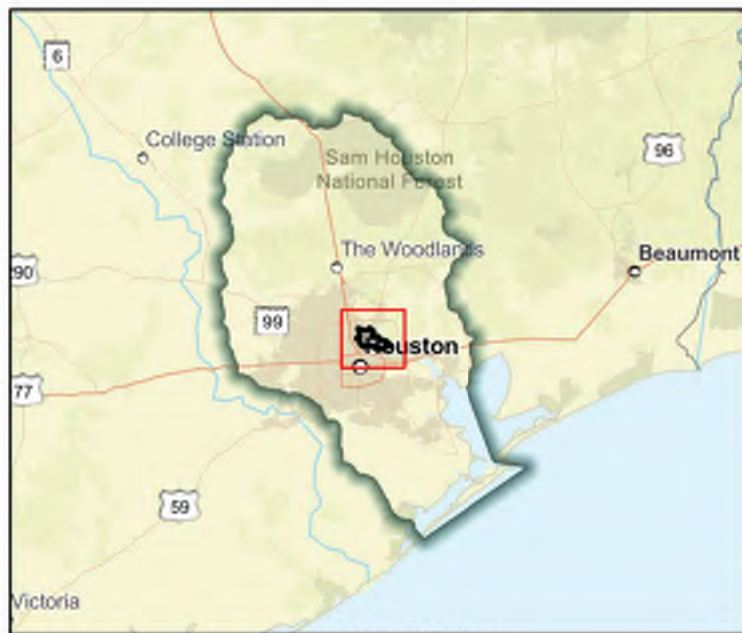 6
College Station
Sam Houston
National Forest
96
The Woodlands
Beaumont
90
99
Houston
77
59
Victoria